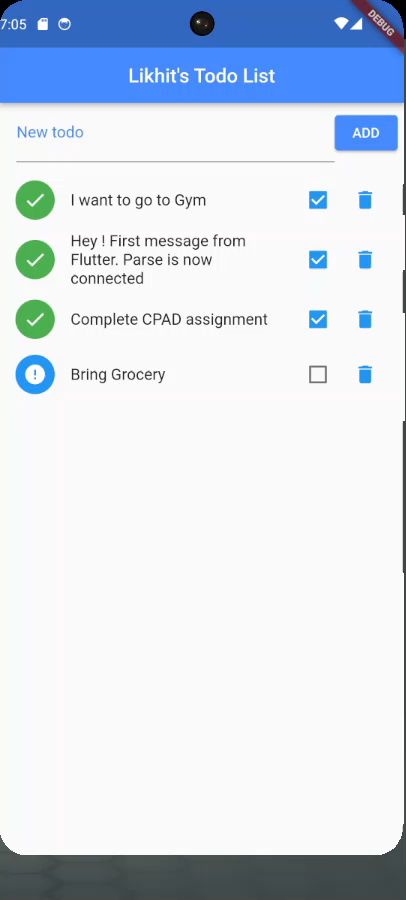 7:05
DEBUG
Likhit's Todo List
New todo
ADD
I want to go to Gym
Hey ! First message from
Flutter. Parse is now
connected
Complete CPAD assignment
Bring Grocery